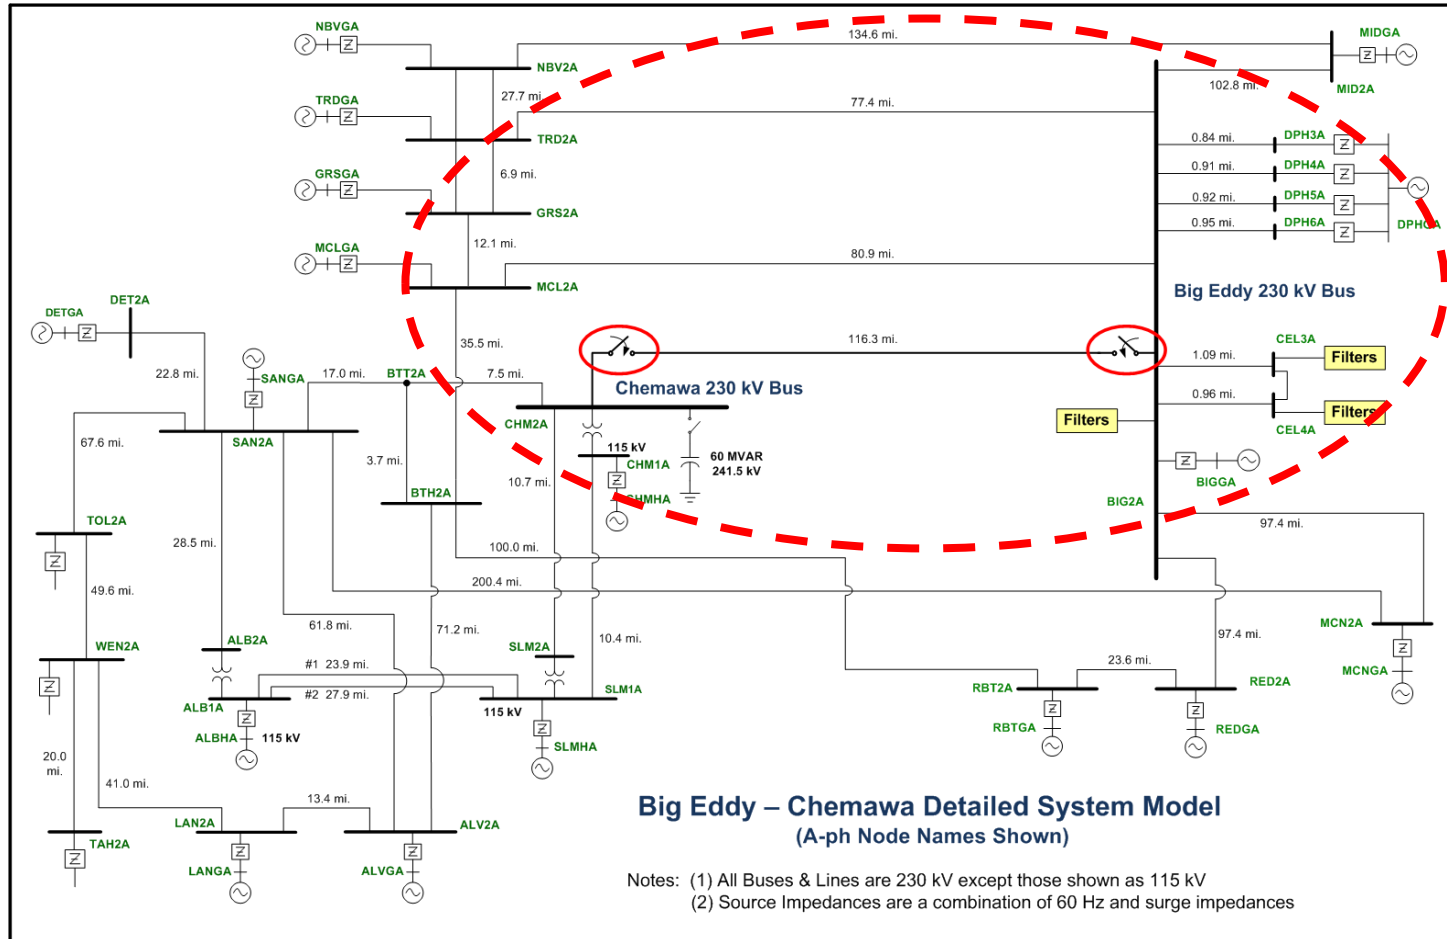 NBVGA
Z
NBV2A
134.6 mi.
MIDGA
Z
MID2A
102.8 mi.
27.7 mi.
TRDGA
Z
TRD2A
77.4 mi.
0.84 mi.
DPH3A
Z
0.91 mi.
DPH4A
Z
0.92 mi.
DPH5A
Z
0.95 mi.
DPH6A
Z
DPHGA
6.9 mi.
GRSGA
Z
GRS2A
12.1 mi.
MCLGA
Z
MCL2A
80.9 mi.
Big Eddy 230 kV Bus
DET2A
DETGA
Z
22.8 mi.
SANGA
Z
17.0 mi.
BTT2A
7.5 mi.
35.5 mi.
116.3 mi.
Chemawa 230 kV Bus
CEL3A
1.09 mi.
Filters
0.96 mi.
Filters
CEL4A
Filters
CHM2A
115 kV
CHM1A
Z
CHMHA
60 MVAR
241.5 kV
67.6 mi.
SAN2A
3.7 mi.
BTH2A
10.7 mi.
Z
BIGGA
BIG2A
97.4 mi.
TOL2A
Z
28.5 mi.
100.0 mi.
200.4 mi.
49.6 mi.
61.8 mi.
71.2 mi.
10.4 mi.
97.4 mi.
MCN2A
Z
MCNGA
WEN2A
Z
ALB2A
SLM2A
#1 23.9 mi.
#2 27.9 mi.
ALB1A
115 kV
SLM1A
23.6 mi.
RBT2A
Z
RBTGA
RED2A
Z
REDGA
Z
ALBHA
115 kV
Z
SLMHA
20.0
mi.
41.0 mi.
13.4 mi.
TAH2A
Z
LAN2A
Z
LANGA
ALV2A
Z
ALVGA
Big Eddy – Chemawa Detailed System Model
(A-ph Node Names Shown)
Notes: (1) All Buses & Lines are 230 kV except those shown as 115 kV
(2) Source Impedances are a combination of 60 Hz and surge impedances